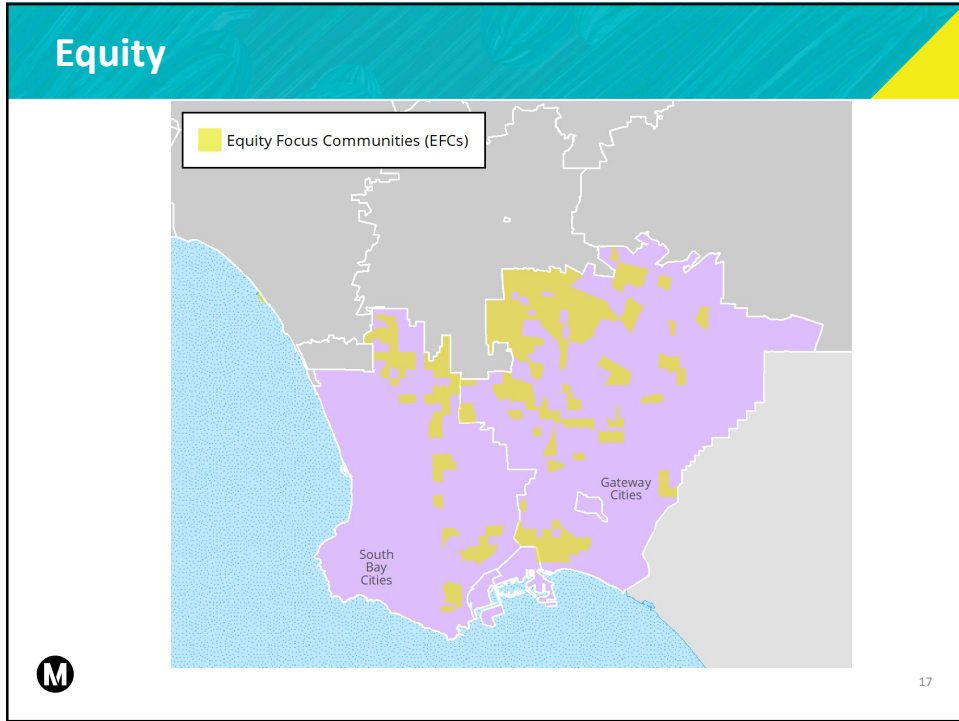 Equity
Equity Focus Communities (EFCs)
Gateway
Cities
South
Bay
Cities
M
17